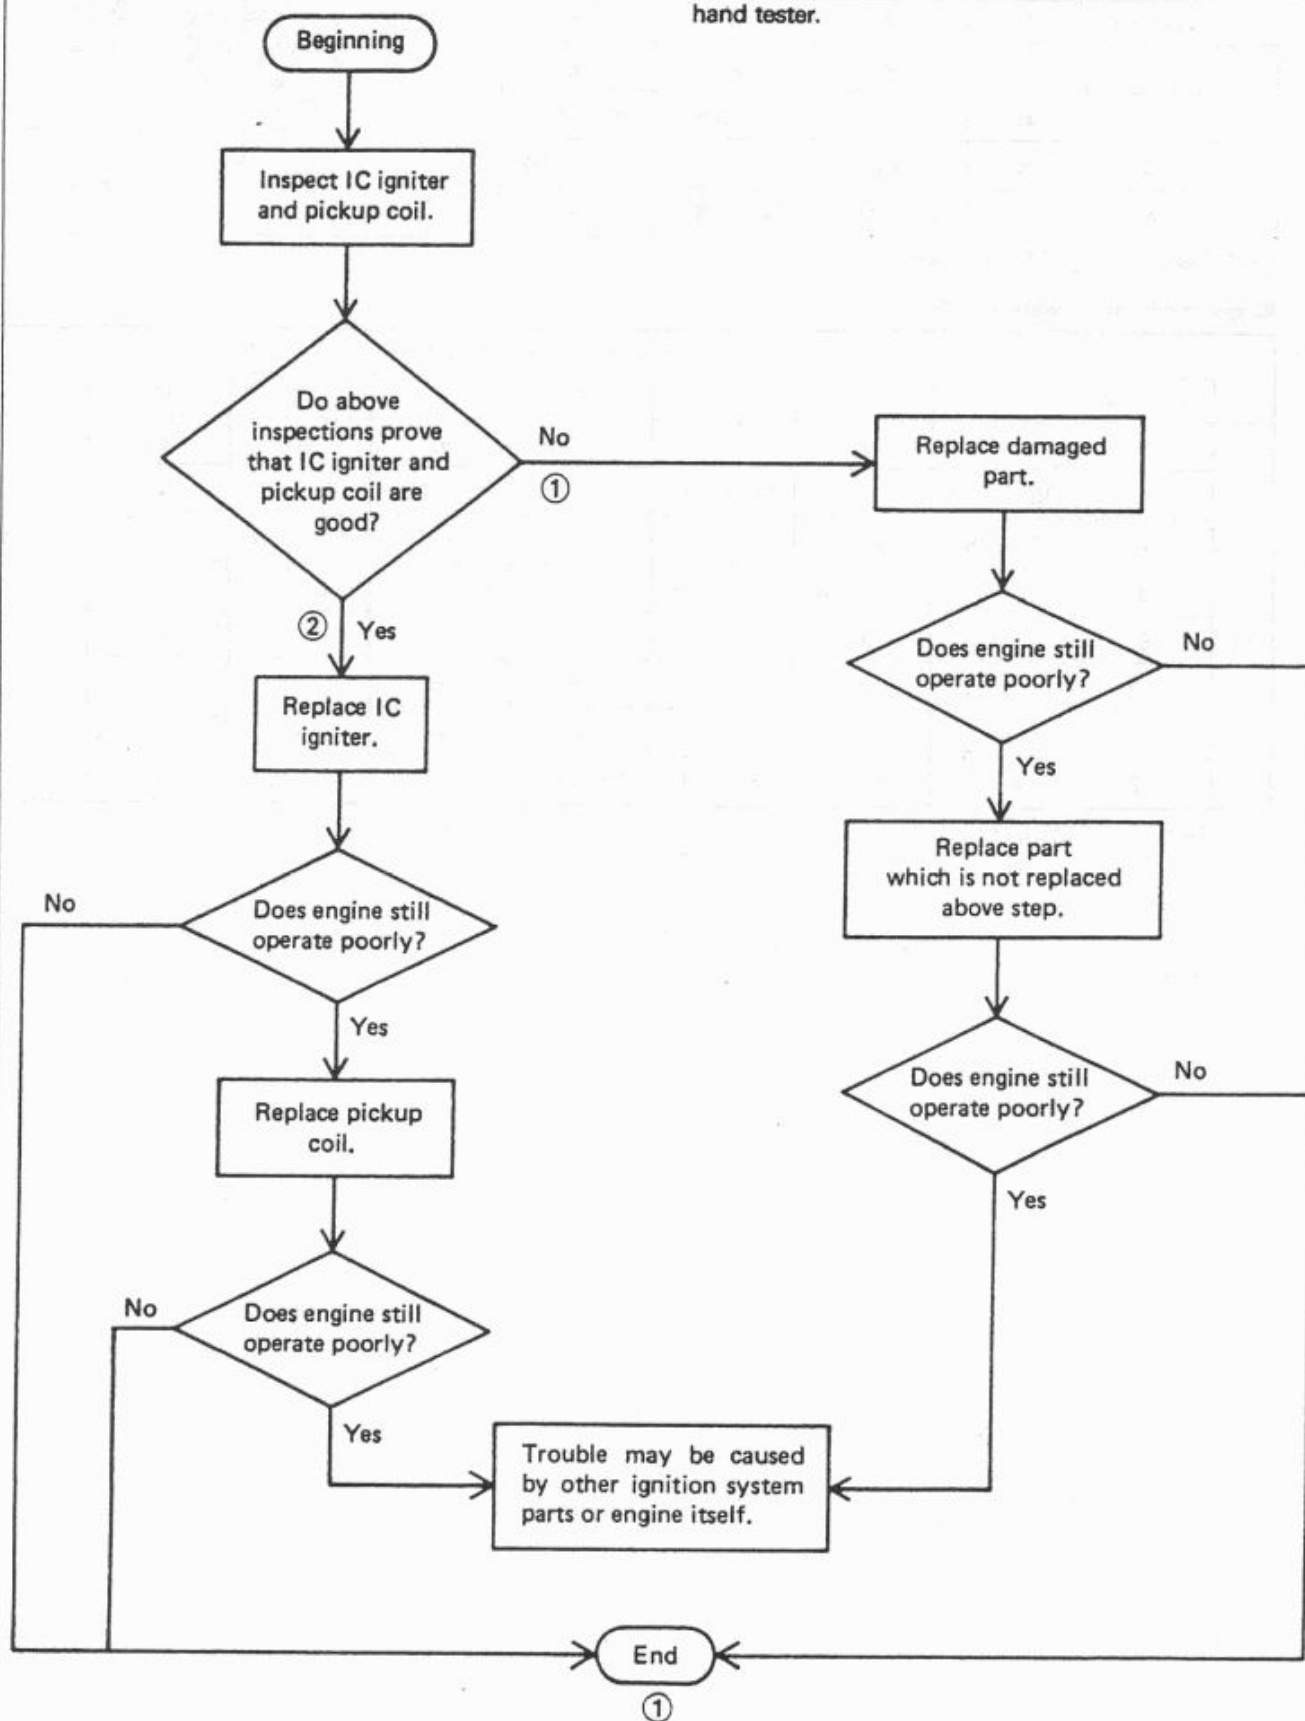 hand tester.
Beginning
Inspect IC igniter
and pickup coil.
Do above
inspections prove
that IC igniter and
pickup coil are
good?
No
①
Replace damaged
part.
② Yes
Does engine still
operate poorly?
No
Replace IC
igniter.
Yes
Replace part
which is not replaced
above step.
No
Does engine still
operate poorly?
Yes
Does engine still
operate poorly?
No
Replace pickup
coil.
Yes
No
Does engine still
operate poorly?
Yes
Trouble may be caused
by other ignition system
parts or engine itself.
End
①